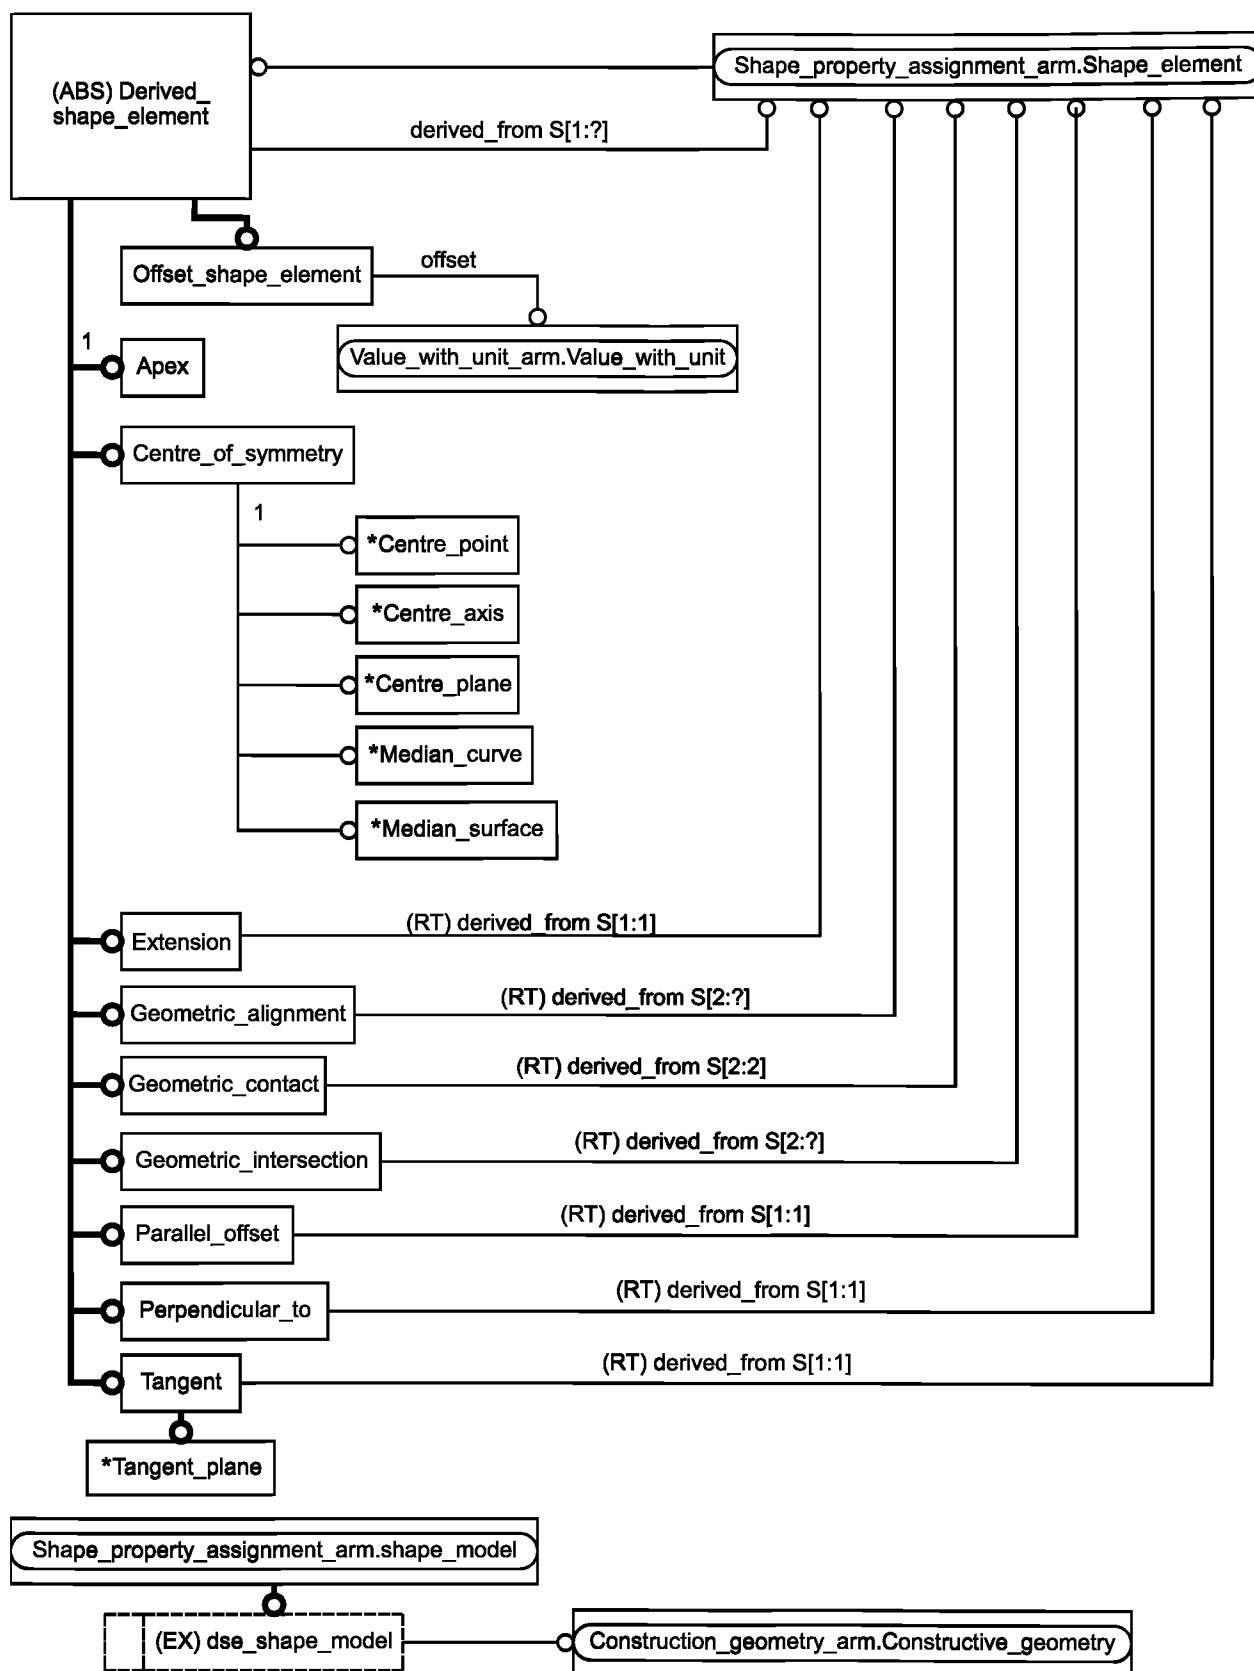 (ABS) Derived_
shape_element
Shape_property_assignment_arm.Shape_element
derived_from S[1:?]
Offset_shape_element
offset
Value_with_unit_arm.Value_with_unit
1
Apex
Centre_of_symmetry
1
*Centre_point
*Centre_axis
*Centre_plane
*Median_curve
*Median_surface
Extension
(RT) derived_from S[1:1]
Geometric_alignment
(RT) derived_from S[2:?]
Geometric_contact
(RT) derived_from S[2:2]
Geometric_intersection
(RT) derived_from S[2:?]
Parallel_offset
(RT) derived_from S[1:1]
Perpendicular_to
(RT) derived_from S[1:1]
Tangent
(RT) derived_from S[1:1]
*Tangent_plane
Shape_property_assignment_arm.shape_model
(EX) dse_shape_model
Construction_geometry_arm.Constructive_geometry